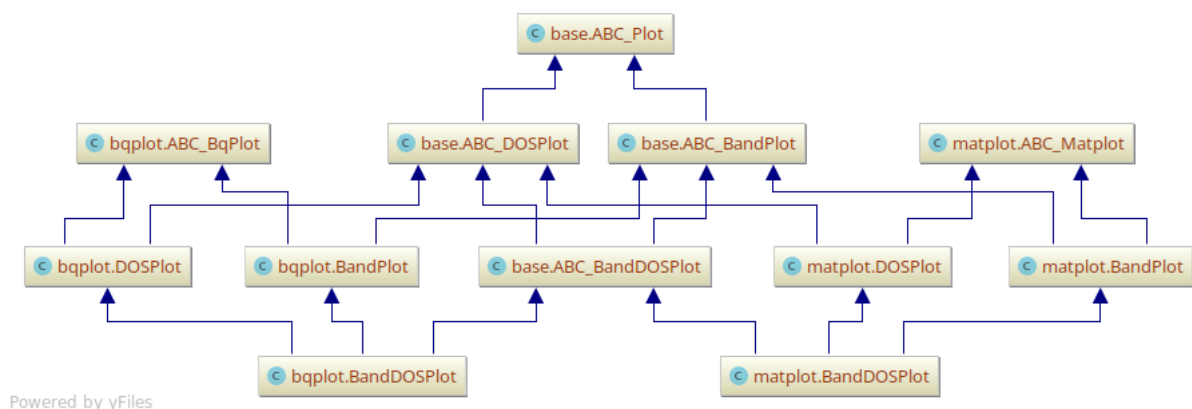 C base.ABC_Plot
C bqplot.ABC_BqPlot
C base.ABC_DOSPlot
C base.ABC_BandPlot
C matplot.ABC_Matplot
C bqplot.DOSPlot
C bqplot.BandPlot
C base.ABC_BandDOSPlot
C matplot.DOSPlot
C matplot.BandPlot
C bqplot.BandDOSPlot
C matplot.BandDOSPlot
Powered by yFiles